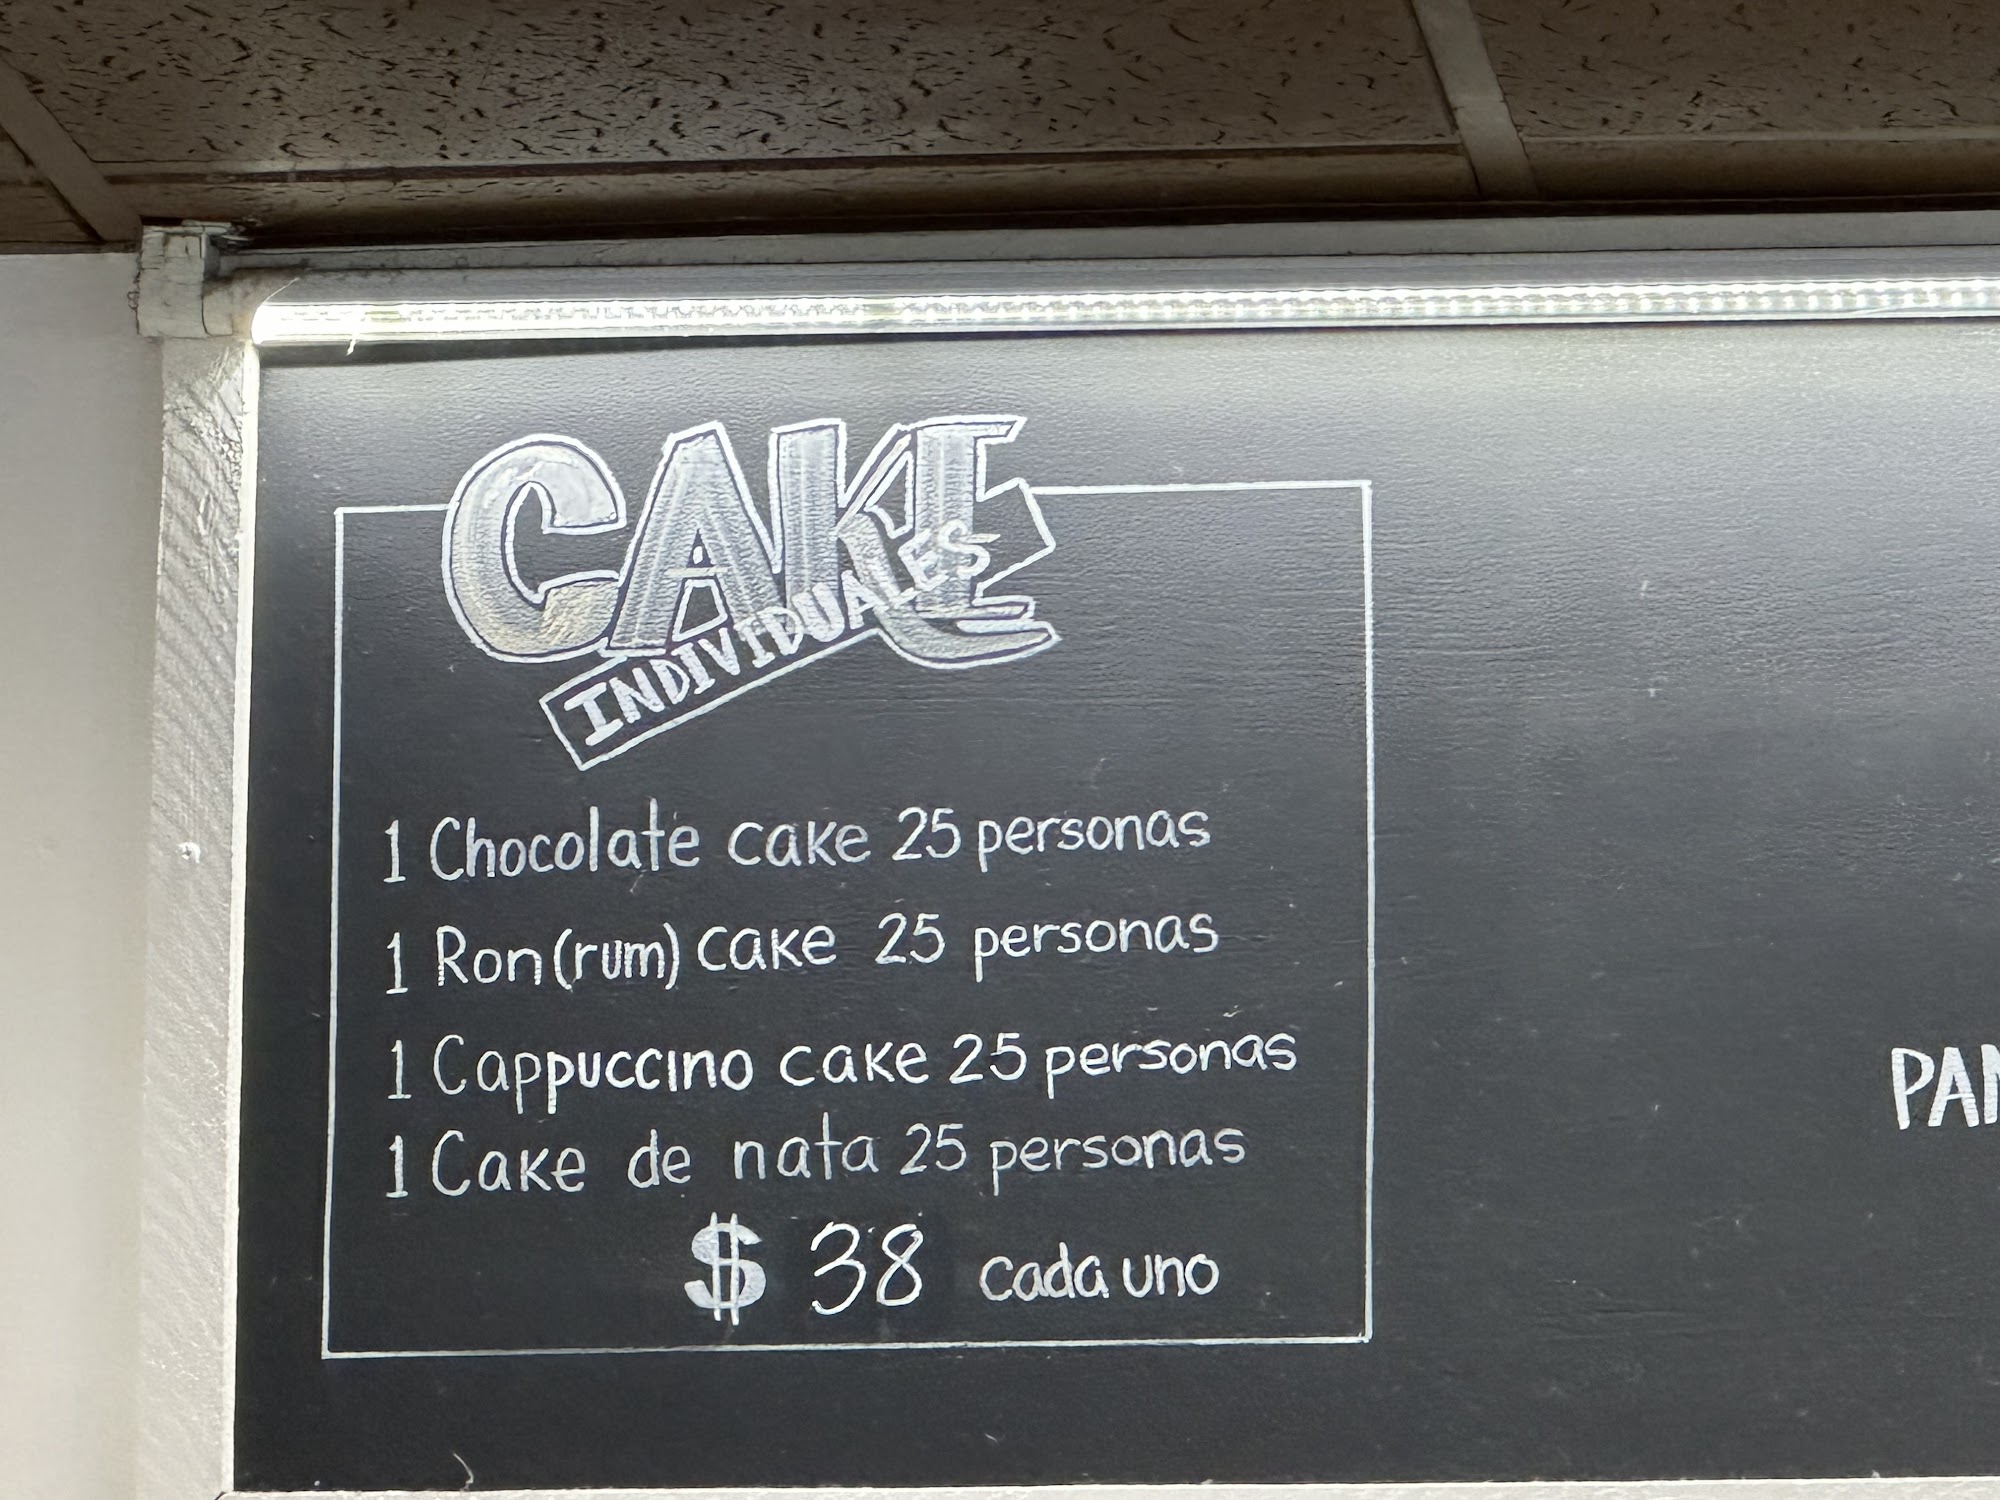 CAKE
INDIVIDUALES
1 Chocolate cake 25 personas
1 Ron (rum) cake 25 personas
1 Cappuccino cake 25 personas
1 Cake de nata 25 personas
$ 38 cada uno